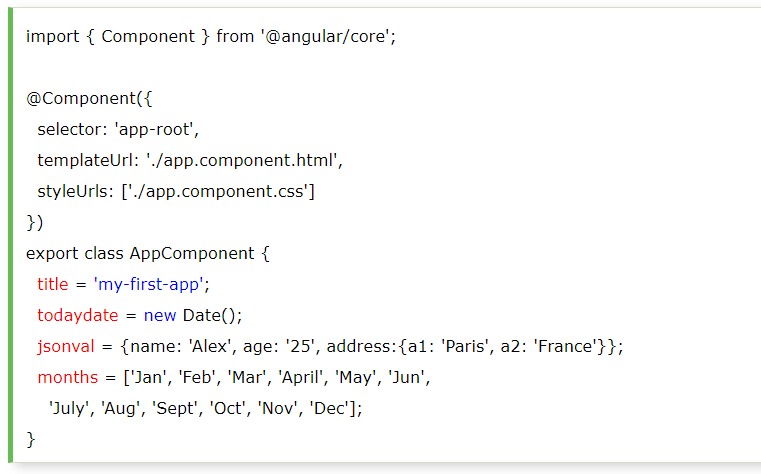 import { Component } from '@angular/core';

@Component({
  selector: 'app-root',
  templateUrl: './app.component.html',
  styleUrls: ['./app.component.css']
})
export class AppComponent {
  title = 'my-first-app';
  todaydate = new Date();
  jsonval = {name: 'Alex', age: '25', address:{a1: 'Paris', a2: 'France'}};
  months = ['Jan', 'Feb', 'Mar', 'April', 'May', 'Jun',
    'July', 'Aug', 'Sept', 'Oct', 'Nov', 'Dec'];
}